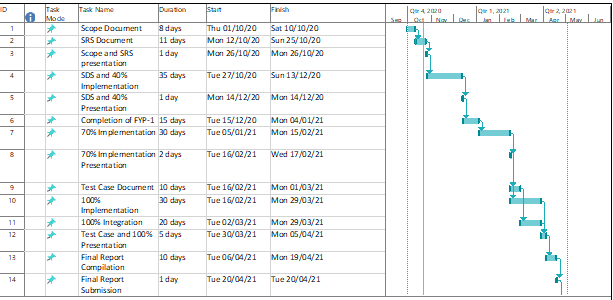 ID Task Mode Task Name Duration Start Finish Qtr 4, 2020 Qtr 1, 2021 Qtr 2, 2021
Sep Oct Nov Dec Jan Feb Mar Apr May Jun
1 Scope Document 8 days Thu 01/10/20 Sat 10/10/20
2 SRS Document 11 days Mon 12/10/20 Sun 25/10/20
3 Scope and SRS presentation 1 day Mon 26/10/20 Mon 26/10/20
4 SDS and 40% Implementation 35 days Tue 27/10/20 Sun 13/12/20
5 SDS and 40% Presentation 1 day Mon 14/12/20 Mon 14/12/20
6 Completion of FYP-1 15 days Tue 15/12/20 Mon 04/01/21
7 70% Implementation 30 days Tue 05/01/21 Mon 15/02/21
8 70% Implementation Presentation 2 days Tue 16/02/21 Wed 17/02/21
9 Test Case Document 10 days Tue 16/02/21 Mon 01/03/21
10 100% Implementation 30 days Tue 16/02/21 Mon 29/03/21
11 100% Integration 20 days Tue 02/03/21 Mon 29/03/21
12 Test Case and 100% Presentation 5 days Tue 30/03/21 Mon 05/04/21
13 Final Report Compilation 10 days Tue 06/04/21 Mon 19/04/21
14 Final Report Submission 1 day Tue 20/04/21 Tue 20/04/21